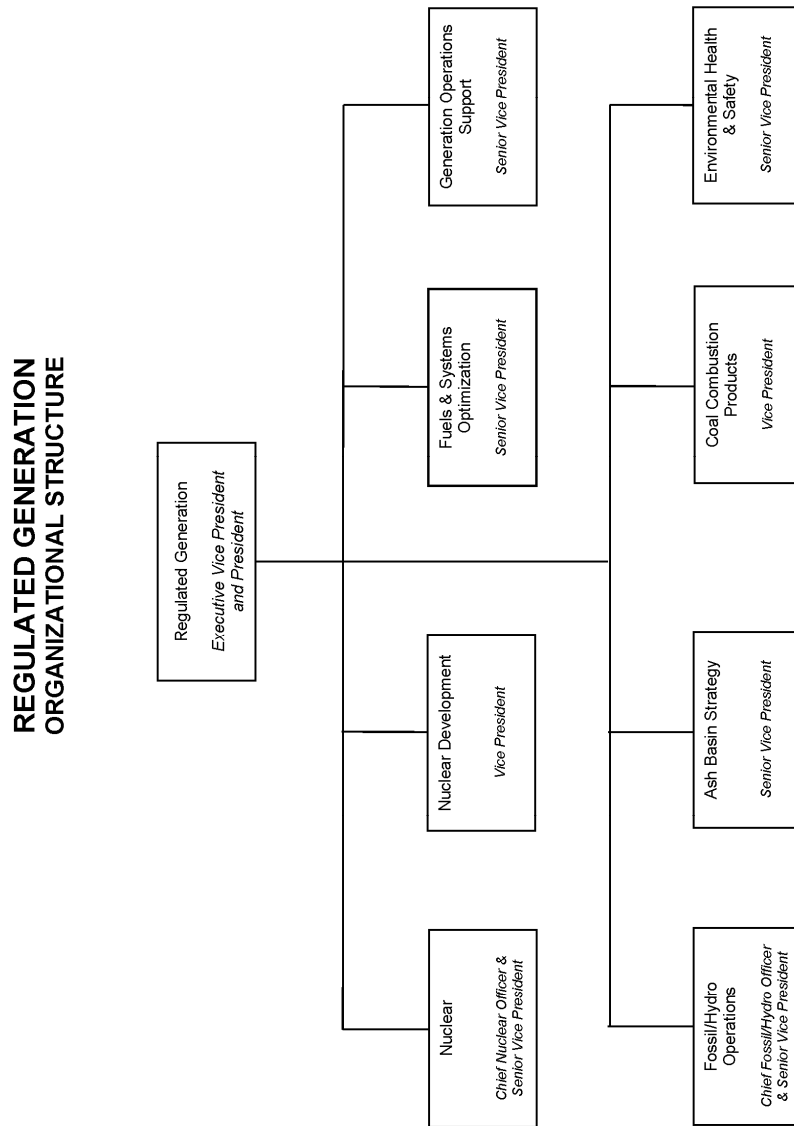 REGULATED GENERATION
ORGANIZATIONAL STRUCTURE
Regulated Generation
Executive Vice President
and President
Nuclear
Chief Nuclear Officer &
Senior Vice President
Nuclear Development
Vice President
Fuels & Systems
Optimization
Senior Vice President
Generation Operations
Support
Senior Vice President
Fossil/Hydro
Operations
Chief Fossil/Hydro Officer
& Senior Vice President
Ash Basin Strategy
Senior Vice President
Coal Combustion
Products
Vice President
Environmental Health
& Safety
Senior Vice President